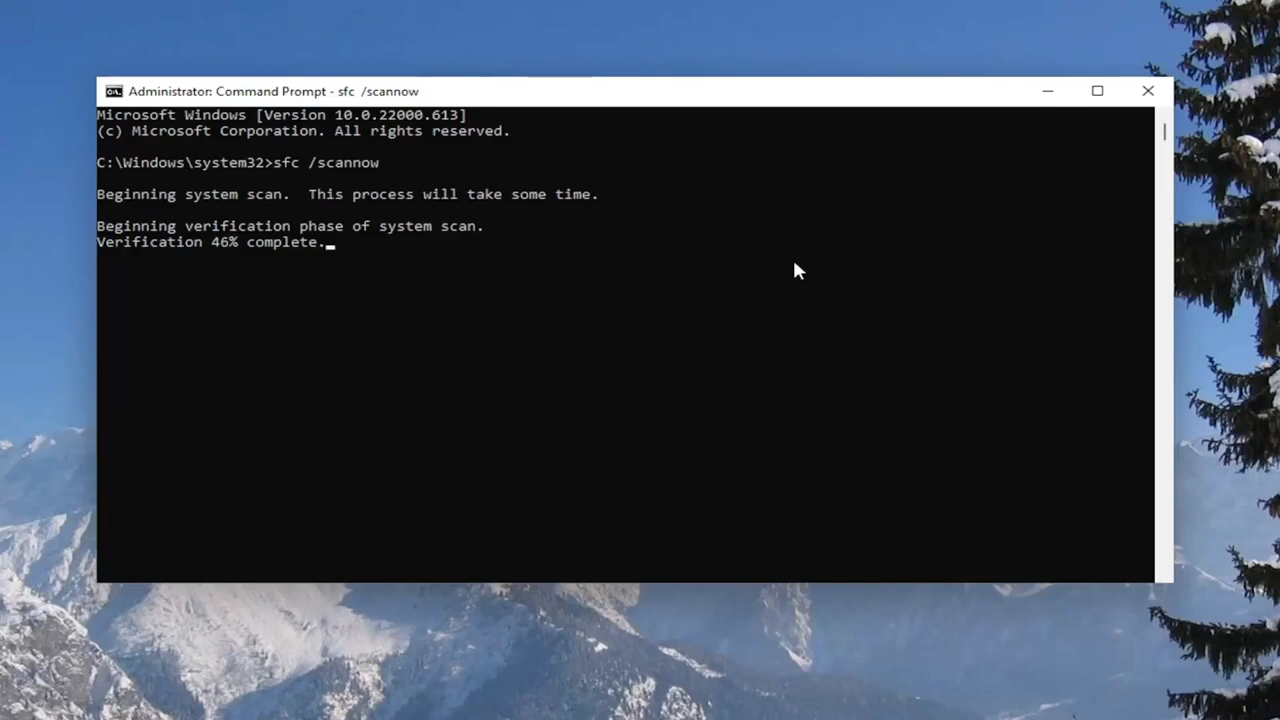 Administrator: Command Prompt - sfc  /scannow
Microsoft Windows [Version 10.0.22000.613]
(c) Microsoft Corporation. All rights reserved.
C:\Windows\system32>sfc /scannow
Beginning system scan.  This process will take some time.
Beginning verification phase of system scan.
Verification 46% complete.